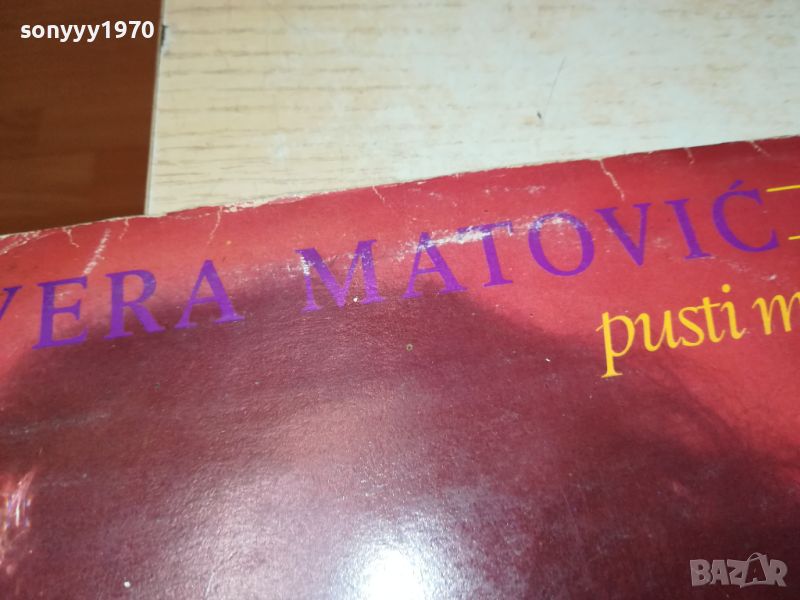 sonyyy1970
VERA MATOVIĆ
pusti m
BAZAR